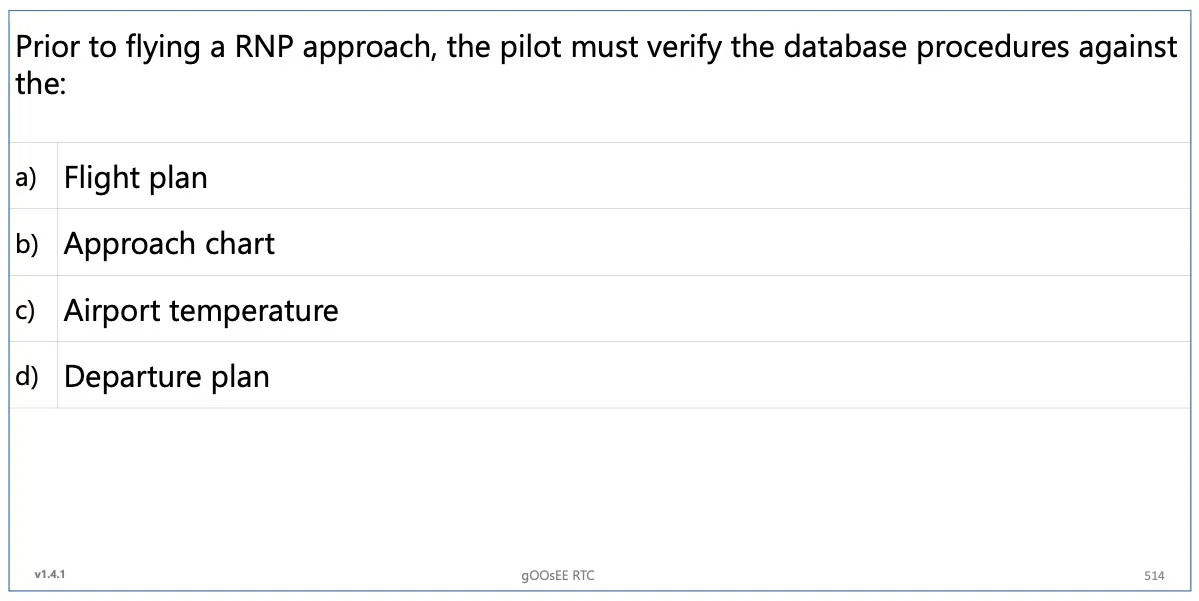 Prior to flying a RNP approach, the pilot must verify the database procedures against
the:
a) Flight plan
b) Approach chart
c) Airport temperature
d) Departure plan
v1.4.1 gOOsEE RTC 514